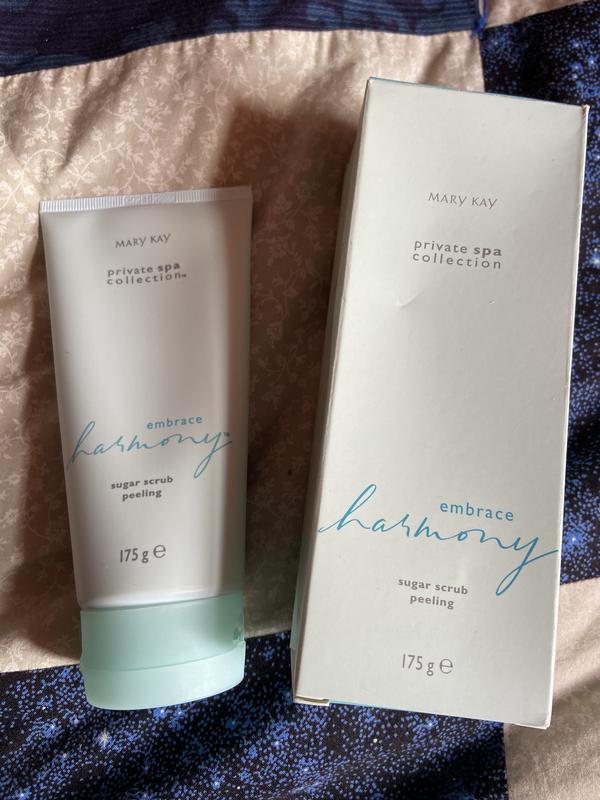 MARY KAY
private spa
collection™
embrace
harmony™
sugar scrub
peeling
175 g ℮
MARY KAY
private spa
collection
embrace
harmony
sugar scrub
peeling
175 g ℮